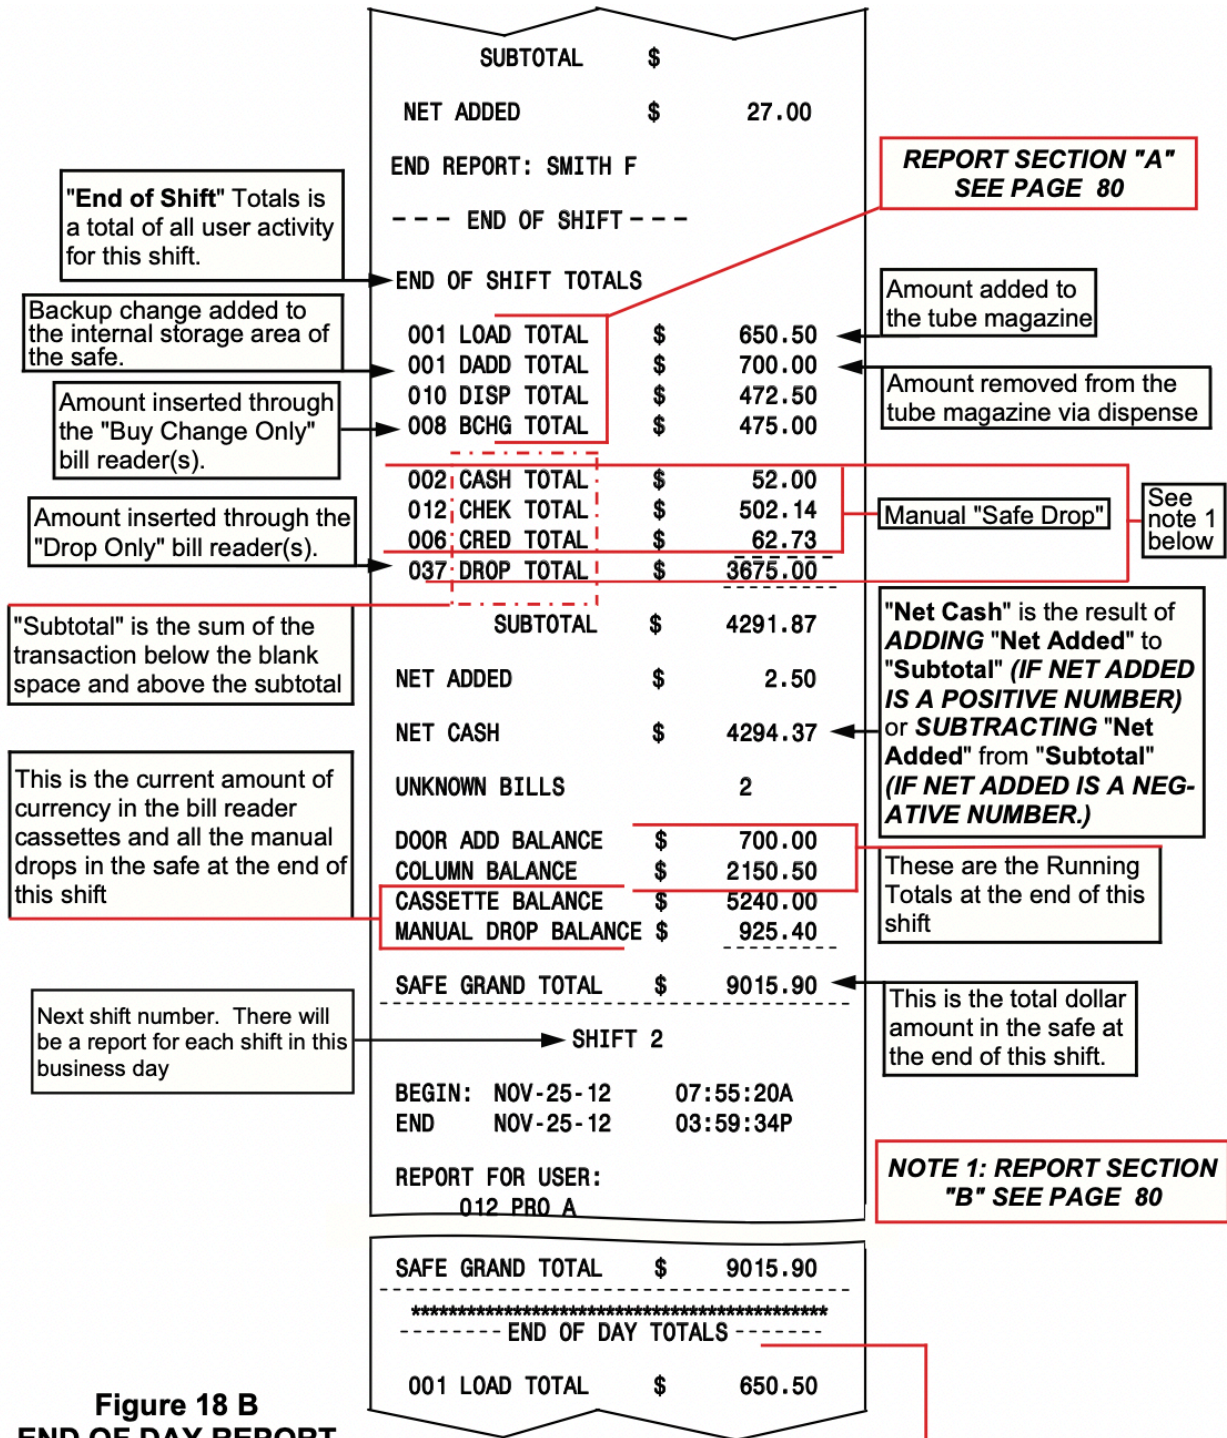 SUBTOTAL $
NET ADDED $ 27.00
END REPORT: SMITH F
--- END OF SHIFT---
END OF SHIFT TOTALS
001 LOAD TOTAL $ 650.50
001 DADD TOTAL $ 700.00
010 DISP TOTAL $ 472.50
008 BCHG TOTAL $ 475.00
002 CASH TOTAL $ 52.00
012 CHEK TOTAL $ 502.14
006 CRED TOTAL $ 62.73
037 DROP TOTAL $ 3675.00
SUBTOTAL $ 4291.87
NET ADDED $ 2.50
NET CASH $ 4294.37
UNKNOWN BILLS 2
DOOR ADD BALANCE $ 700.00
COLUMN BALANCE $ 2150.50
CASSETTE BALANCE $ 5240.00
MANUAL DROP BALANCE $ 925.40
SAFE GRAND TOTAL $ 9015.90
SHIFT 2
BEGIN: NOV-25-12 07:55:20A
END NOV-25-12 03:59:34P
REPORT FOR USER:
012 PRO A
SAFE GRAND TOTAL $ 9015.90
********************************************
--------END OF DAY TOTALS-------
001 LOAD TOTAL $ 650.50
"End of Shift" Totals is
a total of all user activity
for this shift.
Backup change added to
the internal storage area of
the safe.
Amount inserted through
the "Buy Change Only"
bill reader(s).
Amount inserted through the
"Drop Only" bill reader(s).
"Subtotal" is the sum of the
transaction below the blank
space and above the subtotal
This is the current amount of
currency in the bill reader
cassettes and all the manual
drops in the safe at the end of
this shift
Next shift number. There will
be a report for each shift in this
business day
REPORT SECTION "A"
SEE PAGE 80
Amount added to
the tube magazine
Amount removed from the
tube magazine via dispense
Manual "Safe Drop"
See
note 1
below
"Net Cash" is the result of
ADDING "Net Added" to
"Subtotal" (IF NET ADDED
IS A POSITIVE NUMBER)
or SUBTRACTING "Net
Added" from "Subtotal"
(IF NET ADDED IS A NEG-
ATIVE NUMBER.)
These are the Running
Totals at the end of this
shift
This is the total dollar
amount in the safe at
the end of this shift.
NOTE 1: REPORT SECTION
"B" SEE PAGE 80
Figure 18 B
END OF DAY REPORT